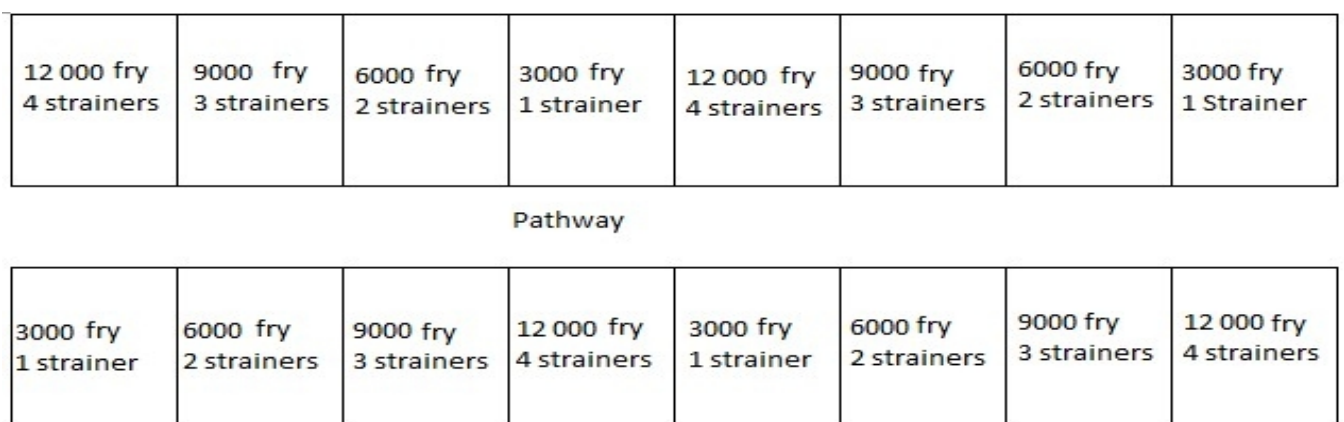 12 000 fry
4 strainers
9000 fry
3 strainers
6000 fry
2 strainers
3000 fry
1 strainer
12 000 fry
4 strainers
9000 fry
3 strainers
6000 fry
2 strainers
3000 fry
1 Strainer
Pathway
3000 fry
1 strainer
6000 fry
2 strainers
9000 fry
3 strainers
12 000 fry
4 strainers
3000 fry
1 strainer
6000 fry
2 strainers
9000 fry
3 strainers
12 000 fry
4 strainers